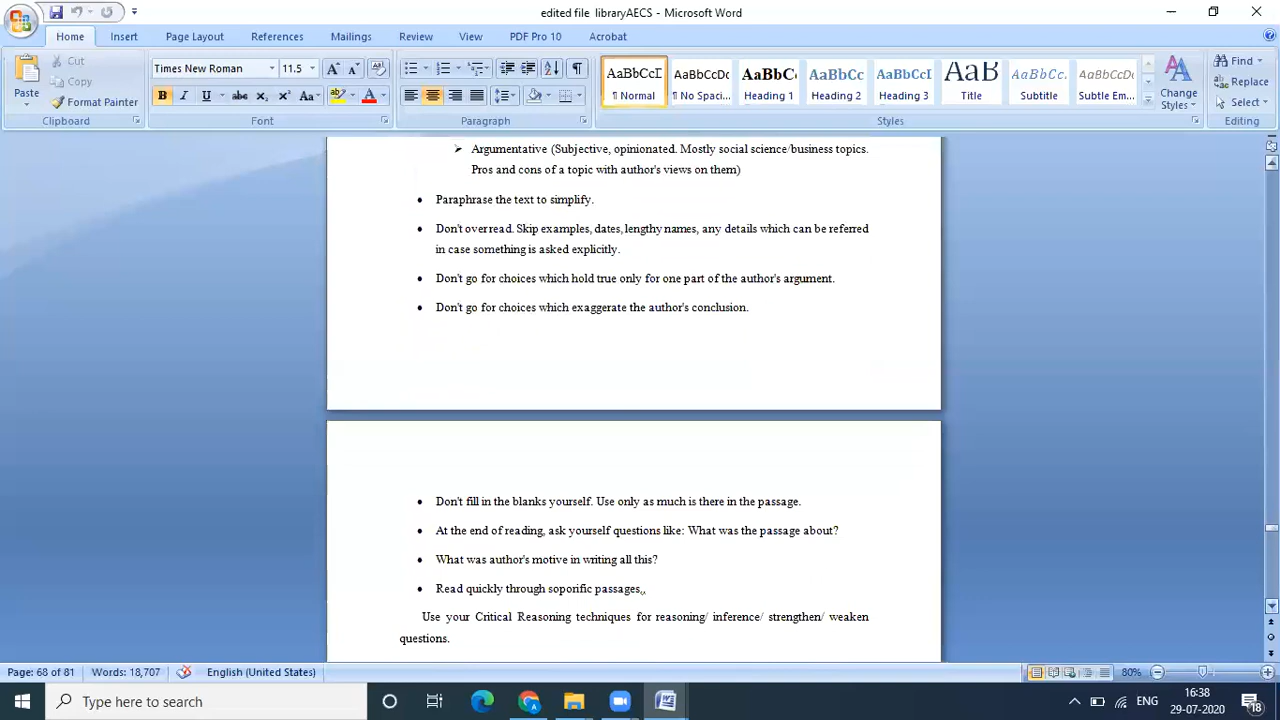 edited file libraryAECS - Microsoft Word
Home Insert Page Layout References Mailings Review View PDF Pro 10 Acrobat
Paste
Cut
Copy
Format Painter
Clipboard
Times New Roman 11.5
Font
Paragraph
AaBbCcI AaBbCcDc AaBbC AaBbCc AaBbCcI AaB AaBbCc. AaBbCcDc
¶ Normal ¶ No Spaci... Heading 1 Heading 2 Heading 3 Title Subtitle Subtle Em...
Change Styles
Styles
Find
Replace
Select
Editing
➢ Argumentative (Subjective, opinionated. Mostly social science/business topics.
Pros and cons of a topic with author's views on them)
• Paraphrase the text to simplify.
• Don't overread. Skip examples, dates, lengthy names, any details which can be referred
in case something is asked explicitly.
• Don't go for choices which hold true only for one part of the author's argument.
• Don't go for choices which exaggerate the author's conclusion.
• Don't fill in the blanks yourself. Use only as much is there in the passage.
• At the end of reading, ask yourself questions like: What was the passage about?
• What was author's motive in writing all this?
• Read quickly through soporific passages,.
Use your Critical Reasoning techniques for reasoning/ inference/ strengthen/ weaken
questions.
Page: 68 of 81 Words: 18,707 English (United States) 80%
Type here to search
ENG
16:38
29-07-2020
18